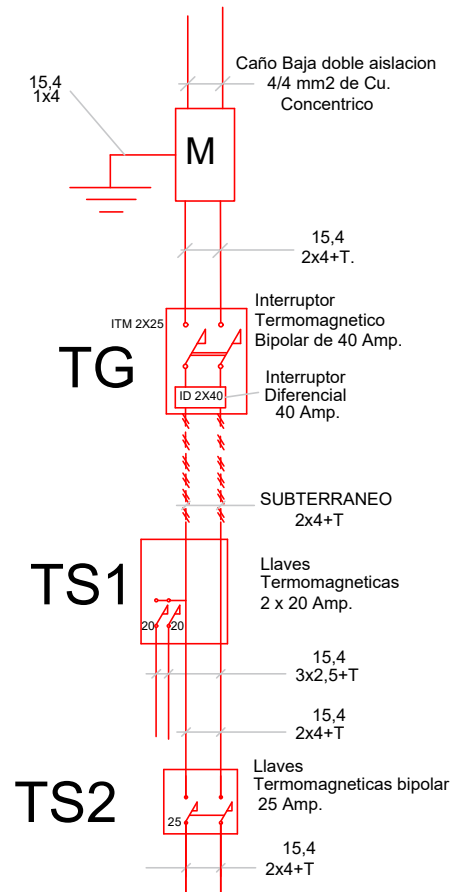 Caño Baja doble aislacion
4/4 mm2 de Cu.
Concentrico
15,4
1x4
M
15,4
2x4+T.
ITM 2X25
Interruptor
Termomagnetico
Bipolar de 40 Amp.
TG
Interruptor
Diferencial
40 Amp.
ID 2X40
SUBTERRANEO
2x4+T
TS1
Llaves
Termomagneticas
2 x 20 Amp.
20
20
15,4
3x2,5+T
15,4
2x4+T
TS2
Llaves
Termomagneticas bipolar
25 Amp.
25
15,4
2x4+T